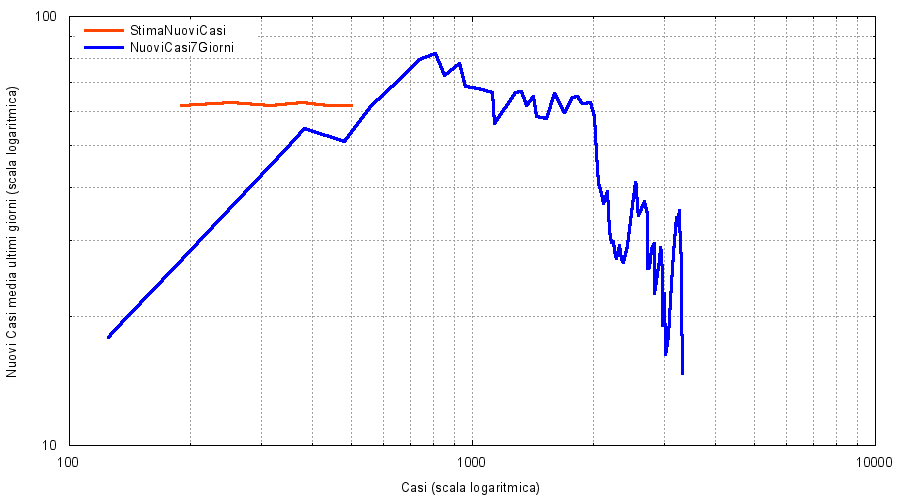 100
StimaNuoviCasi
NuoviCasi7Giorni
Nuovi Casi media ultimi giorni (scala logaritmica)
10
100
1000
10000
Casi (scala logaritmica)